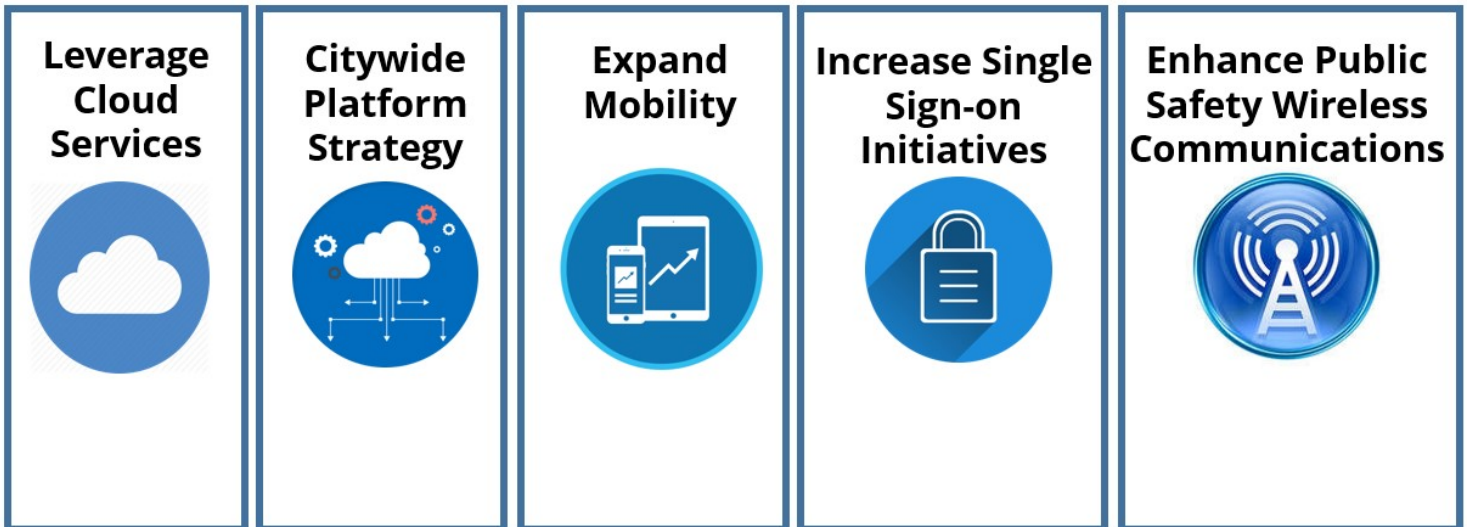 Leverage
Cloud
Services
Citywide
Platform
Strategy
Expand
Mobility
Increase Single
Sign-on
Initiatives
Enhance Public
Safety Wireless
Communications